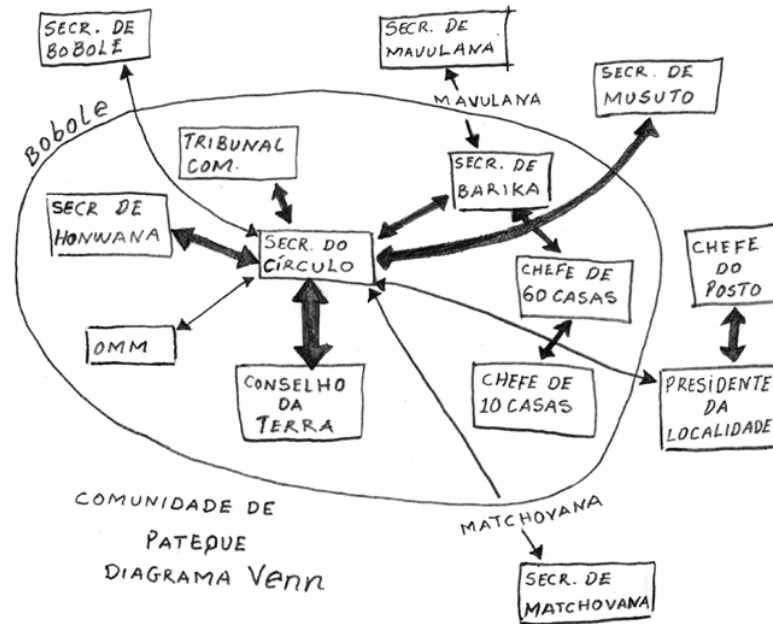 SECR. DE
BOBOLE
SECR. DE
MAVULANA
SECR. DE
MUSUTO
MAVULANA
Bobole
TRIBUNAL
COM.
SECR. DE
BARIKA
SECR DE
HONWANA
SECR. DO
CÍRCULO
CHEFE DE
60 CASAS
CHEFE
DO
POSTO
OMM
CONSELHO
DA
TERRA
CHEFE DE
10 CASAS
PRESIDENTE
DA
LOCALIDADE
COMUNIDADE DE
PATEQUE
DIAGRAMA Venn
MATCHOVANA
SECR. DE
MATCHOVANA